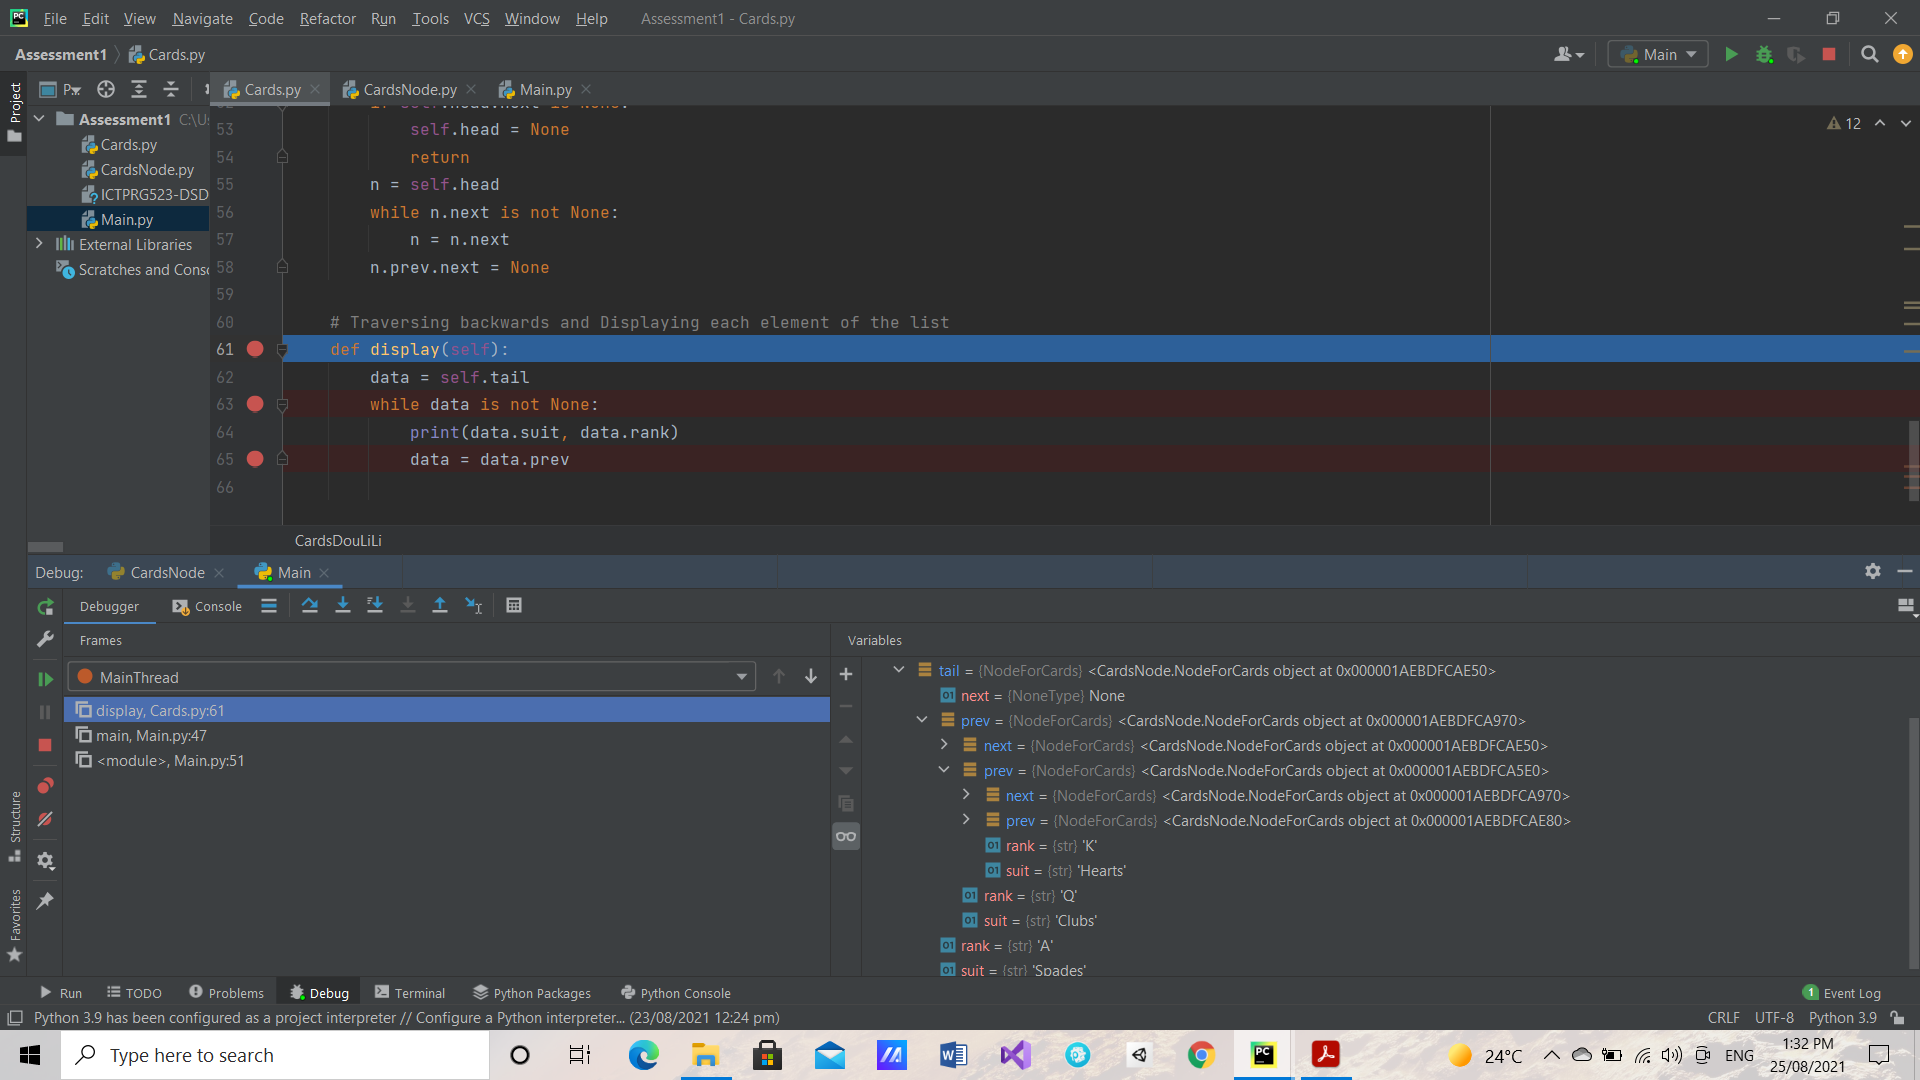 File Edit View Navigate Code Refactor Run Tools VCS Window Help Assessment1 - Cards.py
Assessment1 Cards.py Main
Project P Cards.py CardsNode.py Main.py
Assessment1 C:\U
Cards.py
CardsNode.py
ICTPRG523-DSD
Main.py
External Libraries
Scratches and Conso
12
53 self.head = None
54 return
55 n = self.head
56 while n.next is not None:
57 n = n.next
58 n.prev.next = None
59
60 # Traversing backwards and Displaying each element of the list
61 def display(self):
62 data = self.tail
63 while data is not None:
64 print(data.suit, data.rank)
65 data = data.prev
66
CardsDouLiLi
Debug: CardsNode Main
Debugger Console
Frames
MainThread
display, Cards.py:61
main, Main.py:47
<module>, Main.py:51
Variables
tail = {NodeForCards} <CardsNode.NodeForCards object at 0x000001AEBDFCAE50>
01 next = {NoneType} None
prev = {NodeForCards} <CardsNode.NodeForCards object at 0x000001AEBDFCA970>
next = {NodeForCards} <CardsNode.NodeForCards object at 0x000001AEBDFCAE50>
prev = {NodeForCards} <CardsNode.NodeForCards object at 0x000001AEBDFCA5E0>
next = {NodeForCards} <CardsNode.NodeForCards object at 0x000001AEBDFCA970>
prev = {NodeForCards} <CardsNode.NodeForCards object at 0x000001AEBDFCAE80>
01 rank = {str} 'K'
01 suit = {str} 'Hearts'
01 rank = {str} 'Q'
01 suit = {str} 'Clubs'
01 rank = {str} 'A'
01 suit = {str} 'Spades'
Structure
Favorites
Run TODO Problems Debug Terminal Python Packages Python Console 1 Event Log
Python 3.9 has been configured as a project interpreter // Configure a Python interpreter... (23/08/2021 12:24 pm) CRLF UTF-8 Python 3.9
Type here to search 24°C ENG 1:32 PM
25/08/2021